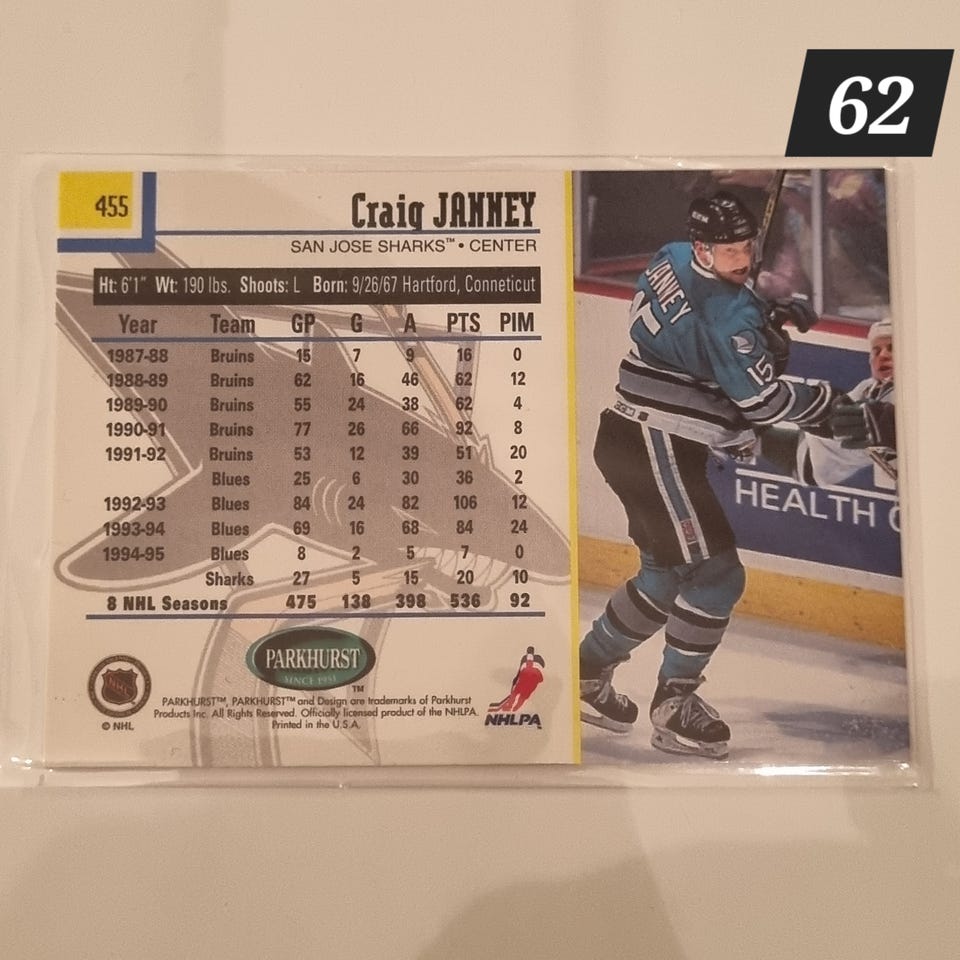 62
455
Craig JANNEY
SAN JOSE SHARKS™ • CENTER
Ht: 6'1" Wt: 190 lbs. Shoots: L Born: 9/26/67 Hartford, Conneticut
Year Team GP G A PTS PIM
1987-88 Bruins 15 7 9 16 0
1988-89 Bruins 62 16 46 62 12
1989-90 Bruins 55 24 38 62 4
1990-91 Bruins 77 26 66 92 8
1991-92 Bruins 53 12 39 51 20
Blues 25 6 30 36 2
1992-93 Blues 84 24 82 106 12
1993-94 Blues 69 16 68 84 24
1994-95 Blues 8 2 5 7 0
Sharks 27 5 15 20 10
8 NHL Seasons 475 138 398 536 92
PARKHURST
SINCE 1951
™
PARKHURST™, PARKHURST™ and Design are trademarks of Parkhurst
Products Inc. All Rights Reserved. Officially licensed product of the NHLPA.
Printed in the U.S.A.
NHL
© NHL
NHLPA
JANNEY
15
CCM
HEALTH